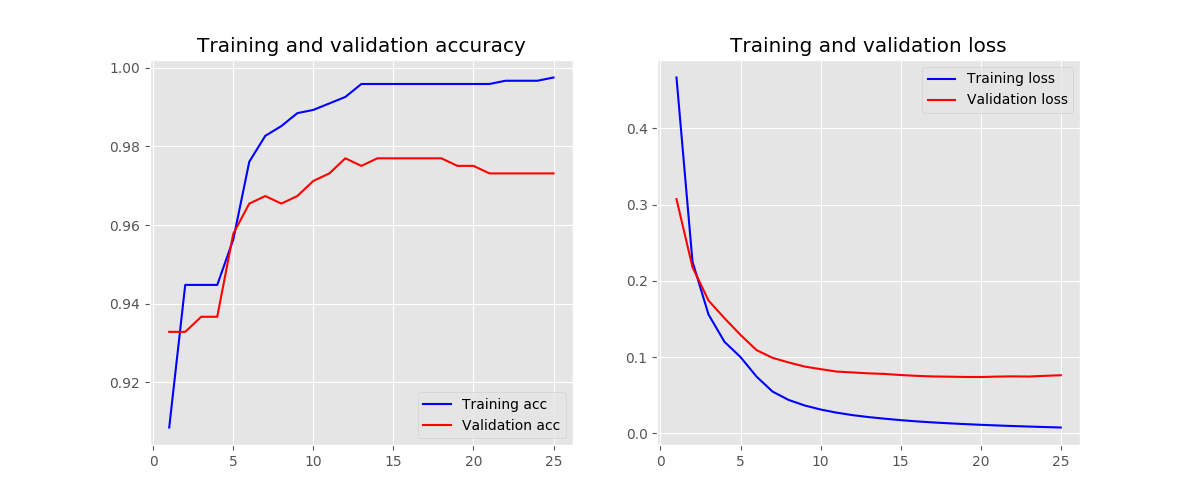 Training and validation accuracy
1.00
0.98
0.96
0.94
0.92
0 5 10 15 20 25
Training acc
Validation acc
Training and validation loss
0.4
0.3
0.2
0.1
0.0
0 5 10 15 20 25
Training loss
Validation loss